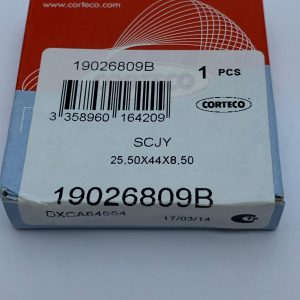 www.corteco.com
CORTECO
19026809B
1 PCS
3 358960 164209
CORTECO
SCJY
25,50X44X8,50
19026809B
DXCA64554
17/03/14